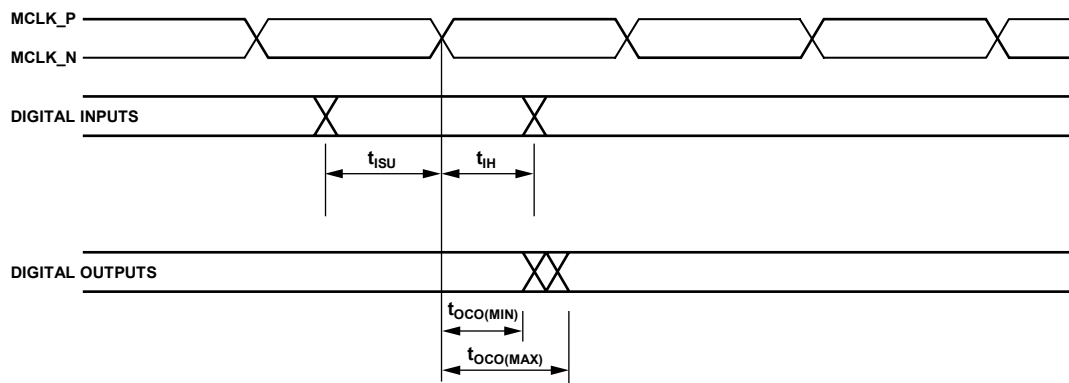 MCLK_P
MCLK_N
DIGITAL INPUTS
tISU
tIH
DIGITAL OUTPUTS
tOCO(MIN)
tOCO(MAX)